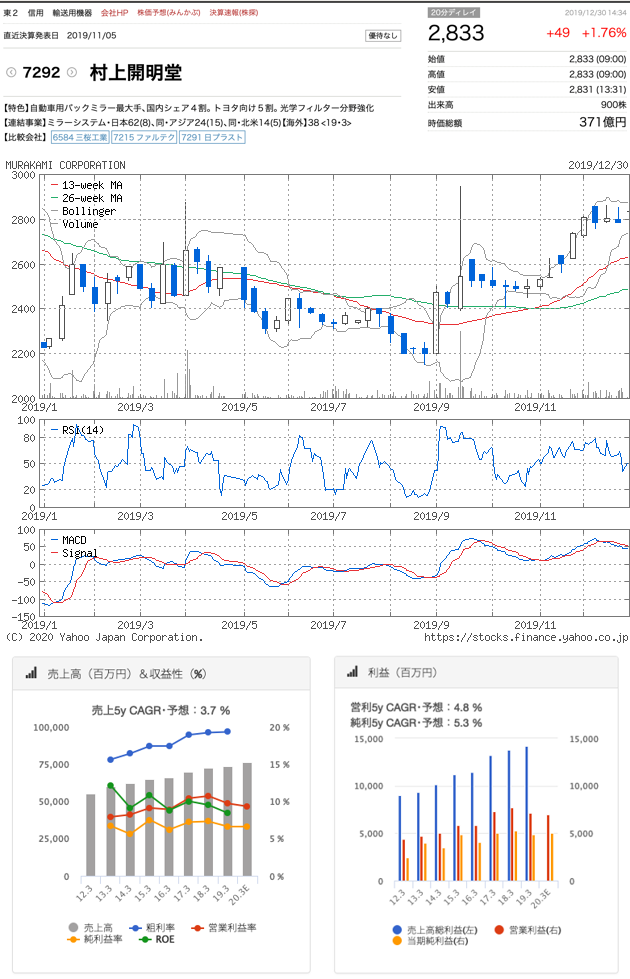 東2 信用 輸送用機器 会社HP 株価予想(みんかぶ) 決算速報(株探)
直近決算発表日 2019/11/05 優待なし
7292 村上開明堂
20分ディレイ 2019/12/30 14:34
2,833 +49 +1.76%
始値 2,833 (09:00)
高値 2,833 (09:00)
安値 2,831 (13:31)
出来高 900株
時価総額 371億円
【特色】自動車用バックミラー最大手、国内シェア４割。トヨタ向け５割。光学フィルター分野強化
【連結事業】ミラーシステム・日本62(8)、同・アジア24(15)、同・北米14(5)【海外】38 <19・3>
【比較会社】 6584 三桜工業 7215 ファルテク 7291 日プラスト
MURAKAMI CORPORATION 2019/12/30
3000
2800
2600
2400
2200
2000
13-week MA
26-week MA
Bollinger
Volume
2019/1 2019/3 2019/5 2019/7 2019/9 2019/11
100
80
50
20
0
RSI(14)
2019/1 2019/3 2019/5 2019/7 2019/9 2019/11
100
50
0
-50
-100
-150
MACD
Signal
2019/1 2019/3 2019/5 2019/7 2019/9 2019/11
(C) 2020 Yahoo Japan Corporation. https://stocks.finance.yahoo.co.jp
売上高（百万円）＆収益性（%）
売上5y CAGR・予想：3.7 %
100,000
75,000
50,000
25,000
0
20 %
15 %
10 %
5 %
0 %
12.3 13.3 14.3 15.3 16.3 17.3 18.3 19.3 20.3E
売上高 粗利率 営業利益率
純利益率 ROE
利益（百万円）
営利5y CAGR・予想：4.8 %
純利5y CAGR・予想：5.3 %
15,000
10,000
5,000
0
15,000
10,000
5,000
0
12.3 13.3 14.3 15.3 16.3 17.3 18.3 19.3 20.3E
売上高総利益(左) 営業利益(右)
当期純利益(右)